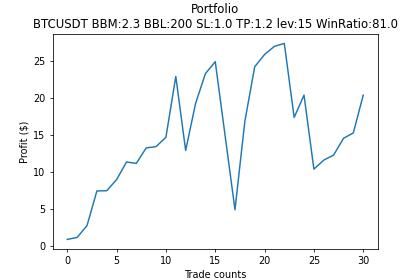 Portfolio
BTCUSDT BBM:2.3 BBL:200 SL:1.0 TP:1.2 lev:15 WinRatio:81.0
Profit ($)
25
20
15
10
5
0
0 5 10 15 20 25 30
Trade counts